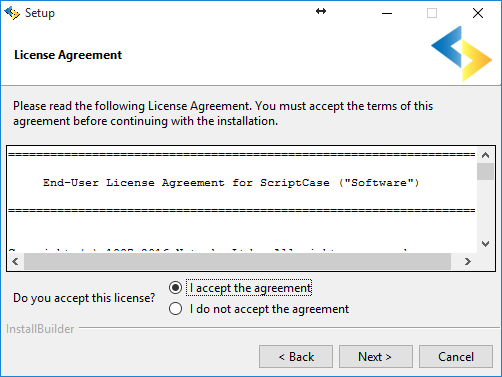 Setup
License Agreement
Please read the following License Agreement. You must accept the terms of this
agreement before continuing with the installation.
====================================================================
End-User License Agreement for ScriptCase ("Software")
====================================================================
Do you accept this license?
I accept the agreement
I do not accept the agreement
InstallBuilder
< Back
Next >
Cancel